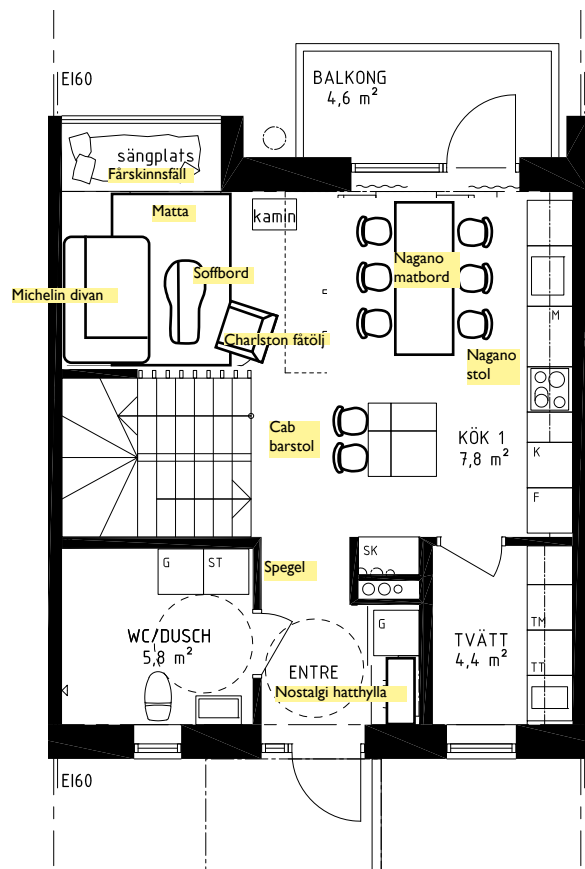 EI60
BALKONG
4,6 m²
sängplats
Fårskinnsfäll
Matta
kamin
Nagano
matbord
Soffbord
Michelin divan
M
Charlston fåtölj
Nagano
stol
Cab
barstol
KÖK 1
7,8 m²
K
F
SK
G
ST
Spegel
G
TM
WC/DUSCH
5,8 m²
TVÄTT
4,4 m²
TT
ENTRE
Nostalgi hatthylla
EI60